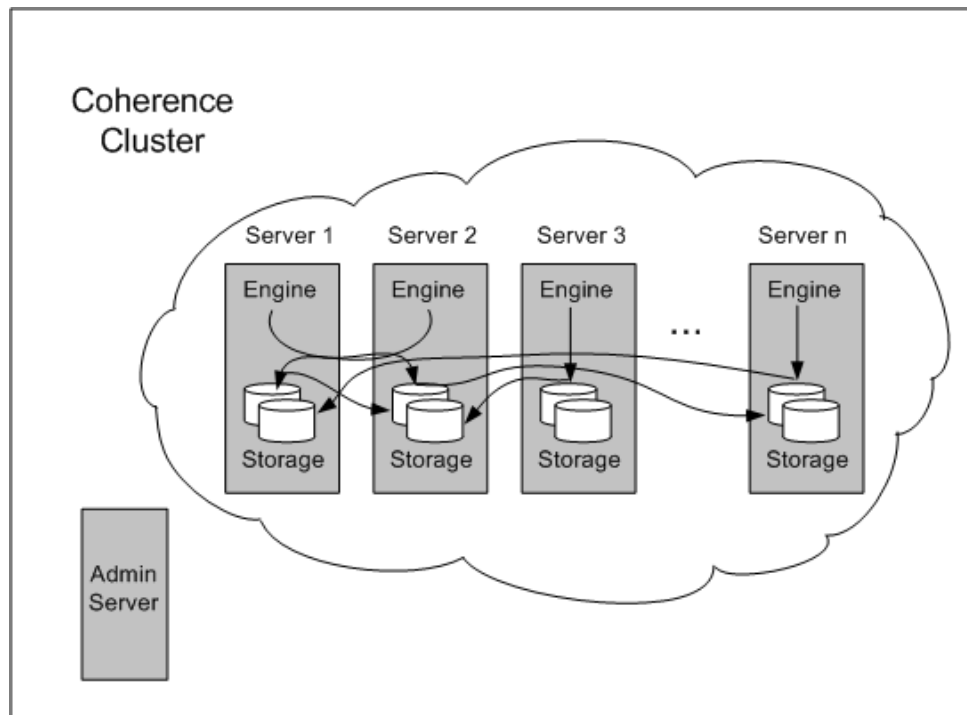 Coherence
Cluster
Server 1
Server 2
Server 3
Server n
Engine
Engine
Engine
Engine
...
Storage
Storage
Storage
Storage
Admin
Server